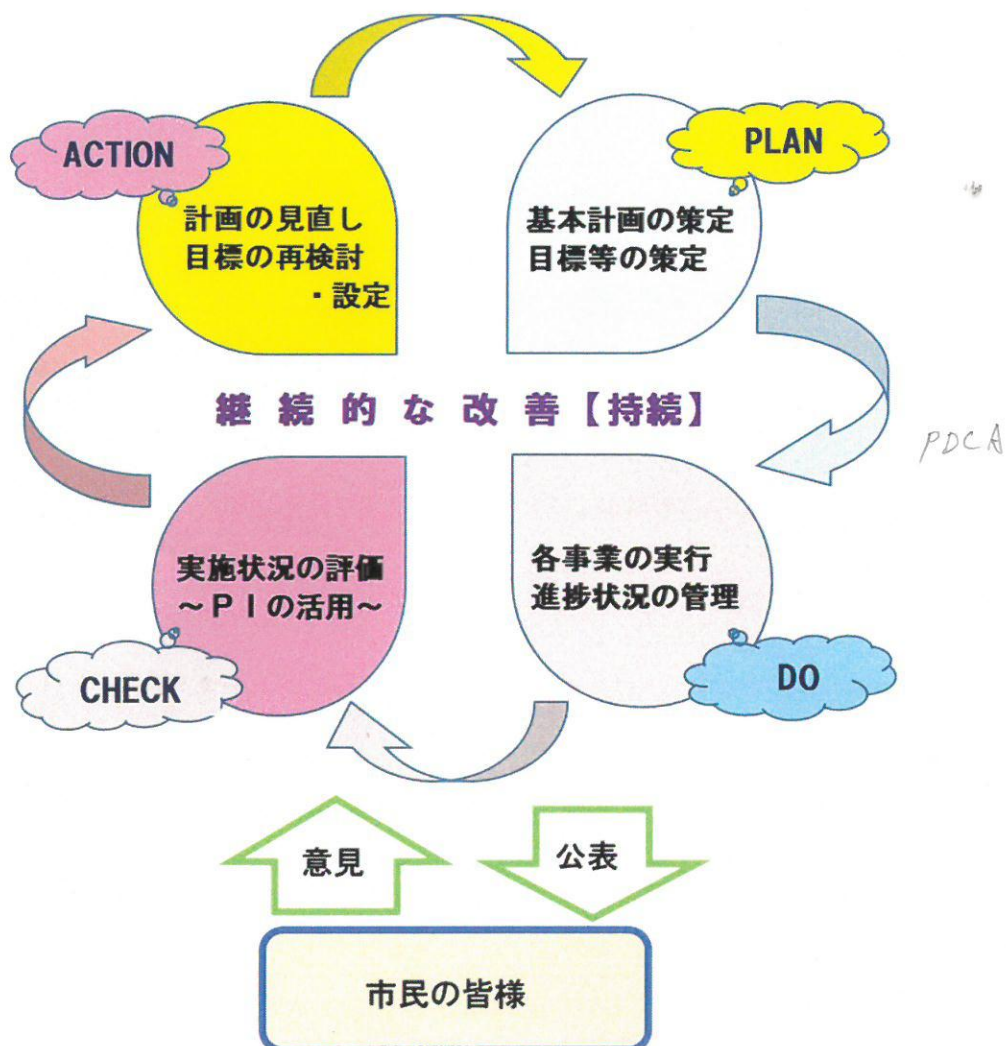 ACTION
計画の見直し
目標の再検討
・設定
PLAN
基本計画の策定
目標等の策定
継続的な改善【持続】
PDCA
実施状況の評価
～PIの活用～
CHECK
各事業の実行
進捗状況の管理
DO
意見
公表
市民の皆様